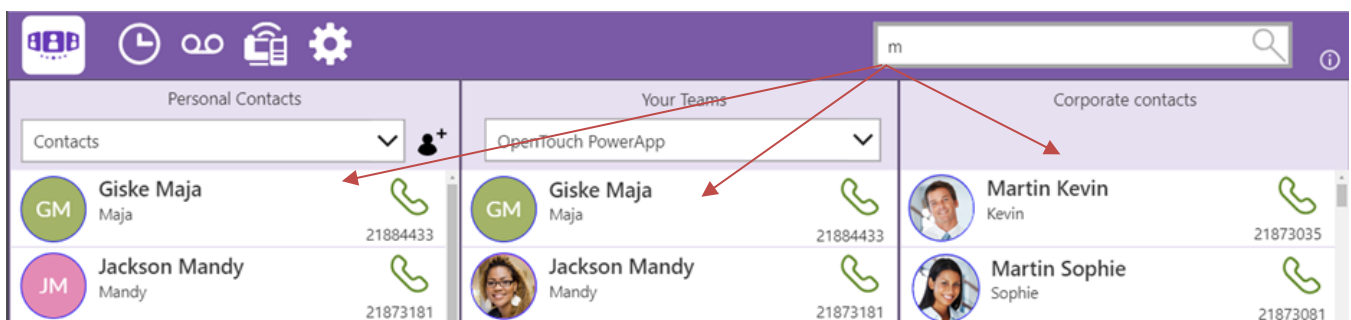 m
Personal Contacts
Contacts
GM
Giske Maja
Maja
21884433
JM
Jackson Mandy
Mandy
21873181
Your Teams
OpenTouch PowerApp
GM
Giske Maja
Maja
21884433
Jackson Mandy
Mandy
21873181
Corporate contacts
Martin Kevin
Kevin
21873035
Martin Sophie
Sophie
21873081